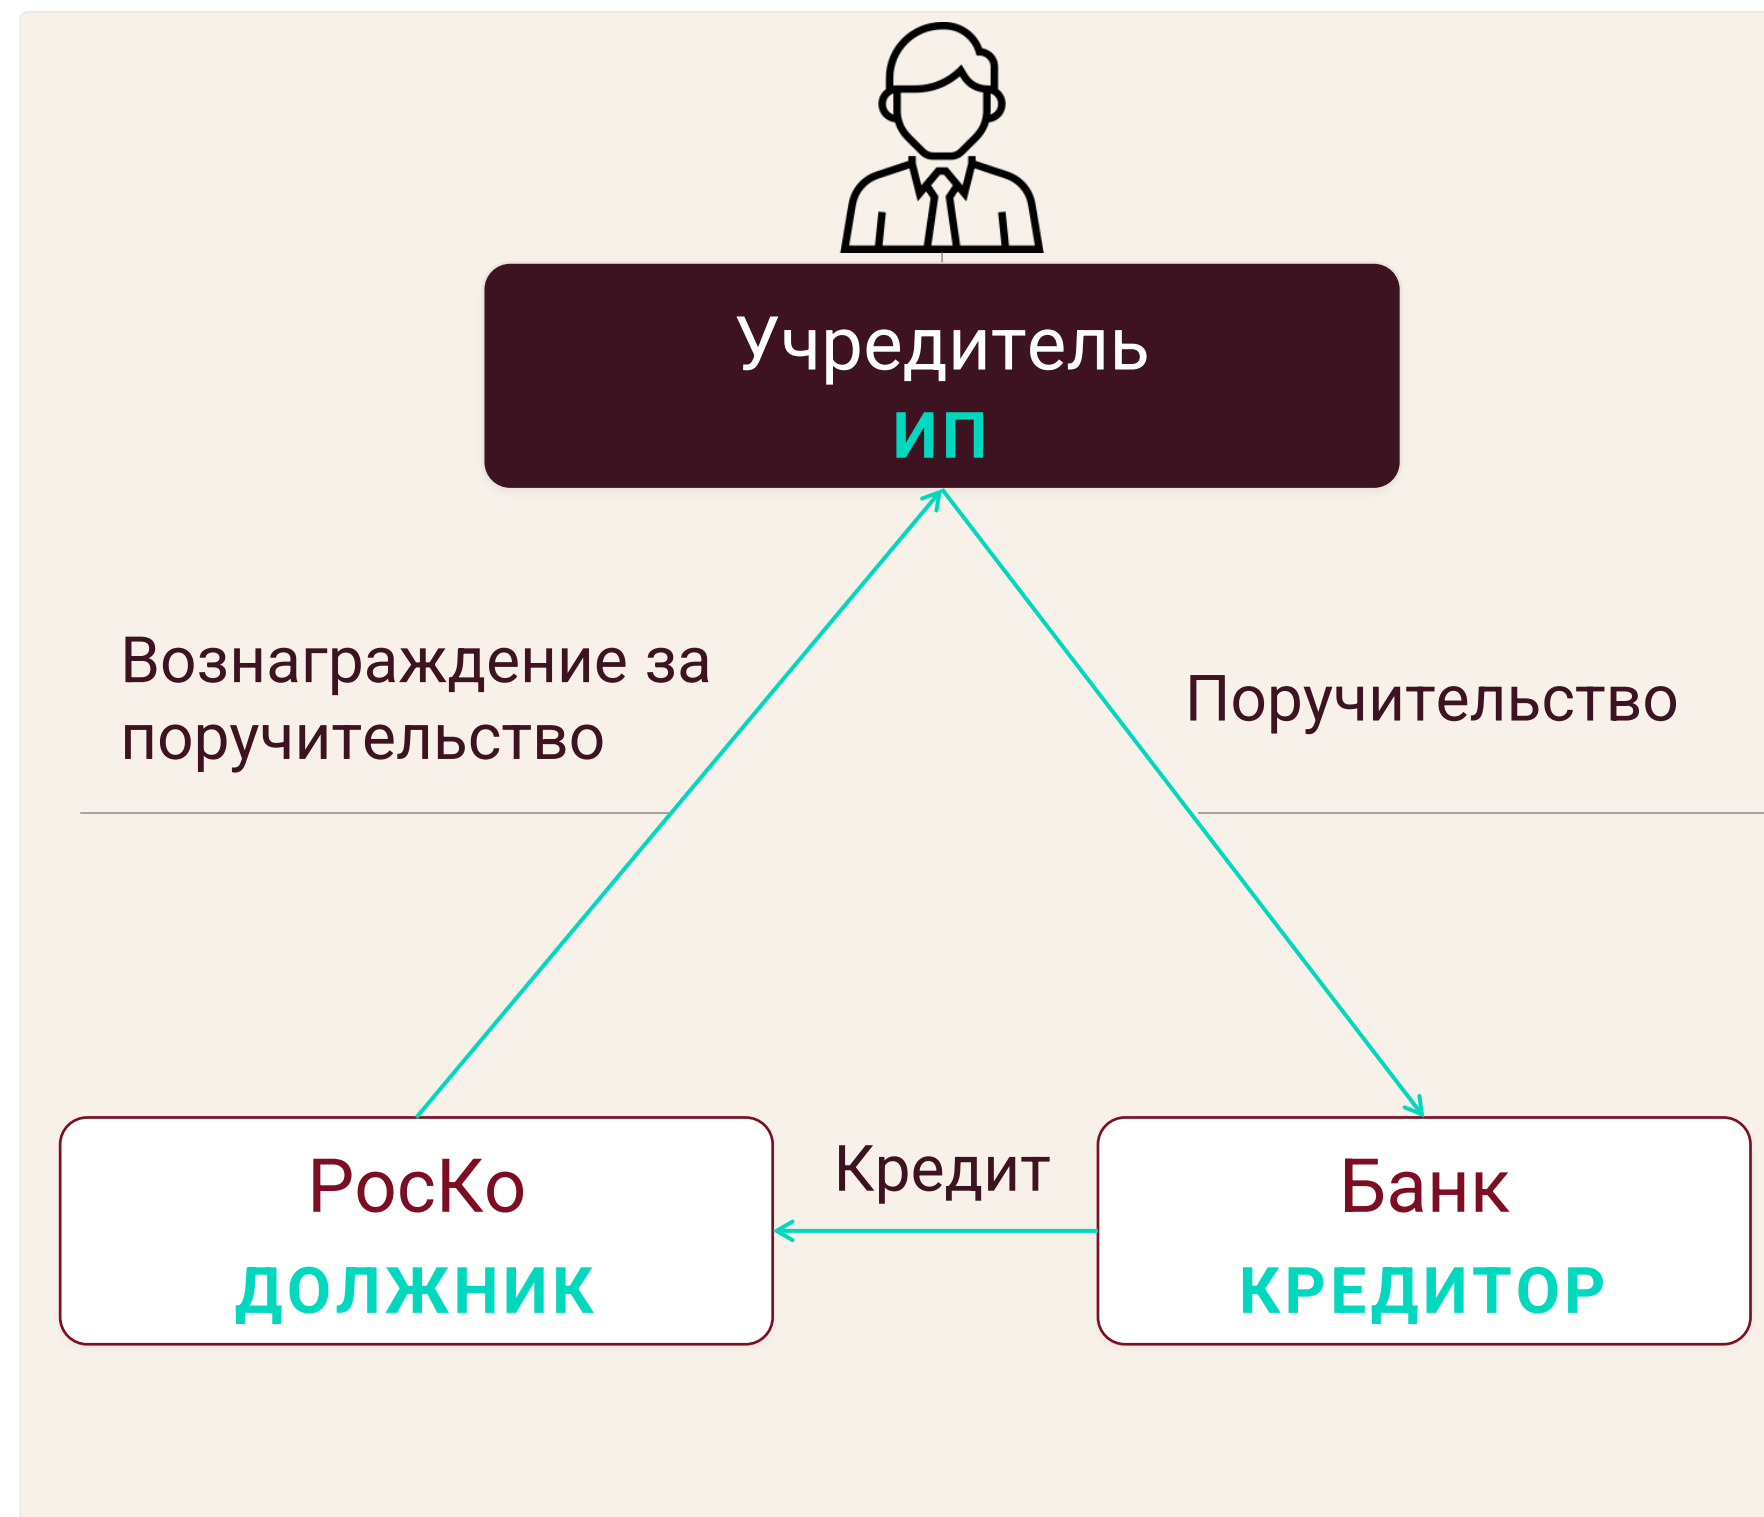 Учредитель
ИП
Вознаграждение за
поручительство
Поручительство
Кредит
РосКо
ДОЛЖНИК
Банк
КРЕДИТОР